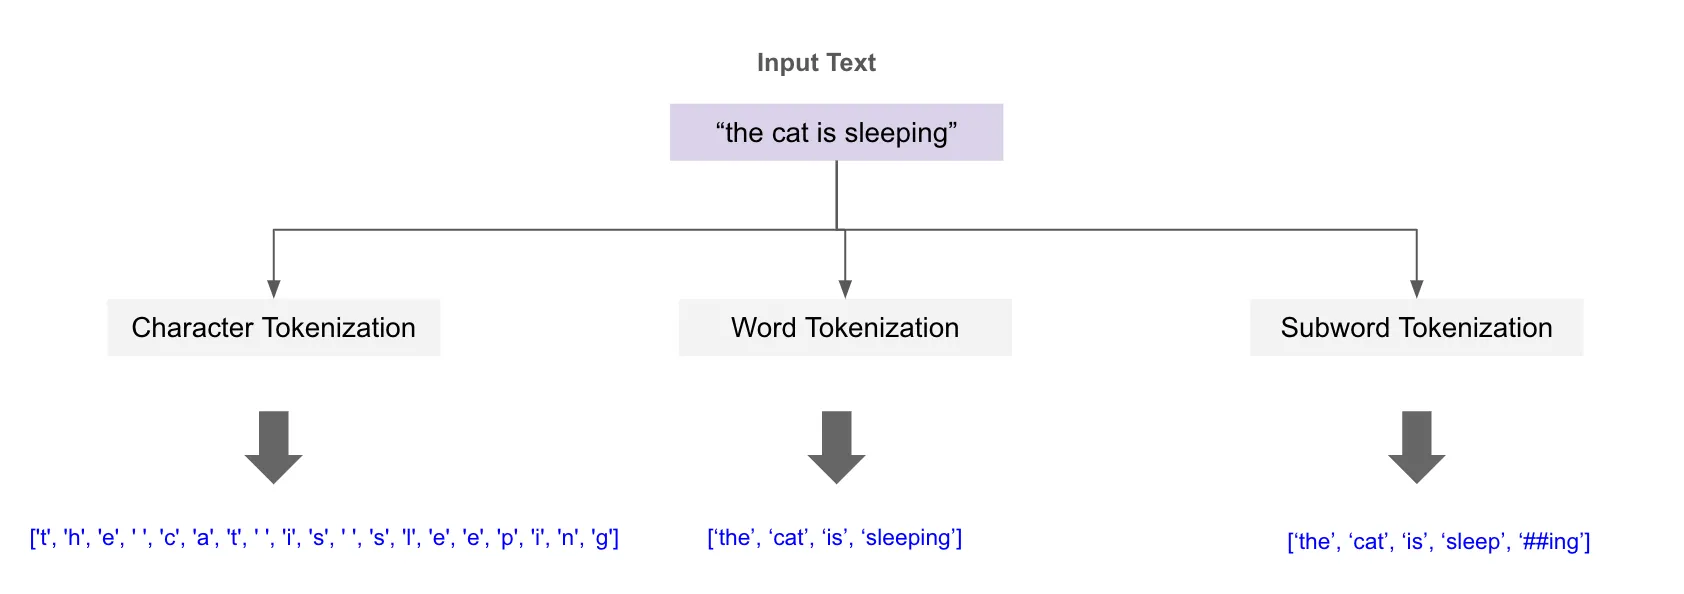 Input Text
“the cat is sleeping”
Character Tokenization
Word Tokenization
Subword Tokenization
['t', 'h', 'e', ' ', 'c', 'a', 't', ' ', 'i', 's', ' ', 's', 'l', 'e', 'e', 'p', 'i', 'n', 'g']
[‘the’, ‘cat’, ‘is’, ‘sleeping’]
[‘the’, ‘cat’, ‘is’, ‘sleep’, ‘##ing’]